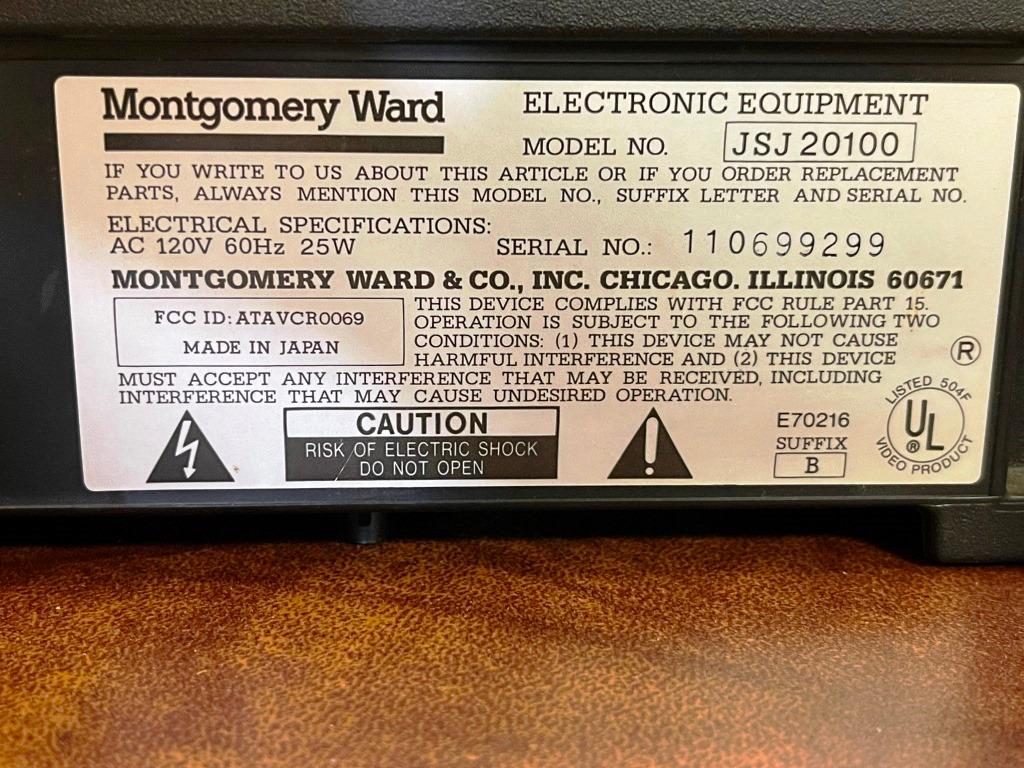 Montgomery Ward
ELECTRONIC EQUIPMENT
MODEL NO. JSJ 20100
IF YOU WRITE TO US ABOUT THIS ARTICLE OR IF YOU ORDER REPLACEMENT
PARTS, ALWAYS MENTION THIS MODEL NO., SUFFIX LETTER AND SERIAL NO.
ELECTRICAL SPECIFICATIONS:
AC 120V 60Hz 25W
SERIAL NO.: 110699299
MONTGOMERY WARD & CO., INC. CHICAGO. ILLINOIS 60671
FCC ID: ATAVCR0069
MADE IN JAPAN
THIS DEVICE COMPLIES WITH FCC RULE PART 15.
OPERATION IS SUBJECT TO THE FOLLOWING TWO
CONDITIONS: (1) THIS DEVICE MAY NOT CAUSE
HARMFUL INTERFERENCE AND (2) THIS DEVICE
MUST ACCEPT ANY INTERFERENCE THAT MAY BE RECEIVED, INCLUDING
INTERFERENCE THAT MAY CAUSE UNDESIRED OPERATION.
CAUTION
RISK OF ELECTRIC SHOCK
DO NOT OPEN
E70216
SUFFIX
B
®
LISTED 504F
UL ®
VIDEO PRODUCT